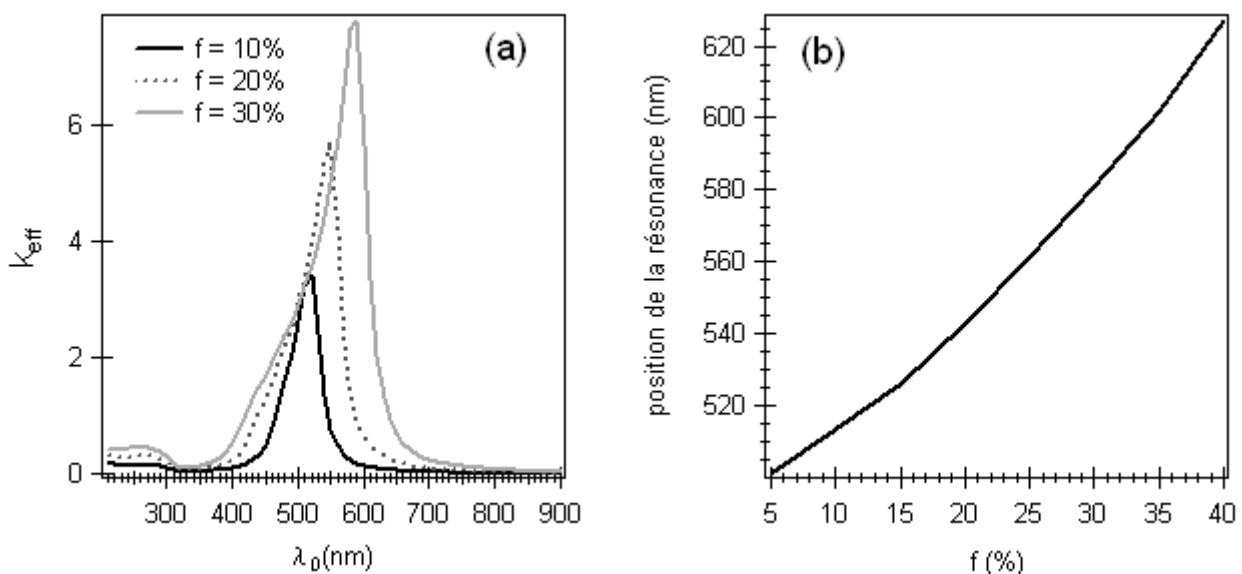 (a)
f = 10%
f = 20%
f = 30%
6
4
2
0
k_eff
300 400 500 600 700 800 900
λ_0(nm)
(b)
620
600
580
560
540
520
position de la résonance (nm)
5 10 15 20 25 30 35 40
f (%)